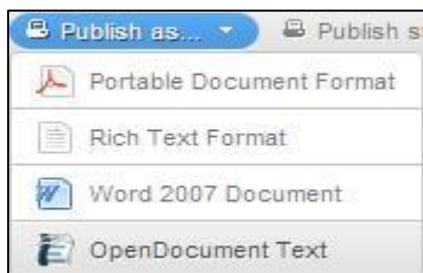 Publish as... Publish s
Portable Document Format
Rich Text Format
Word 2007 Document
OpenDocument Text